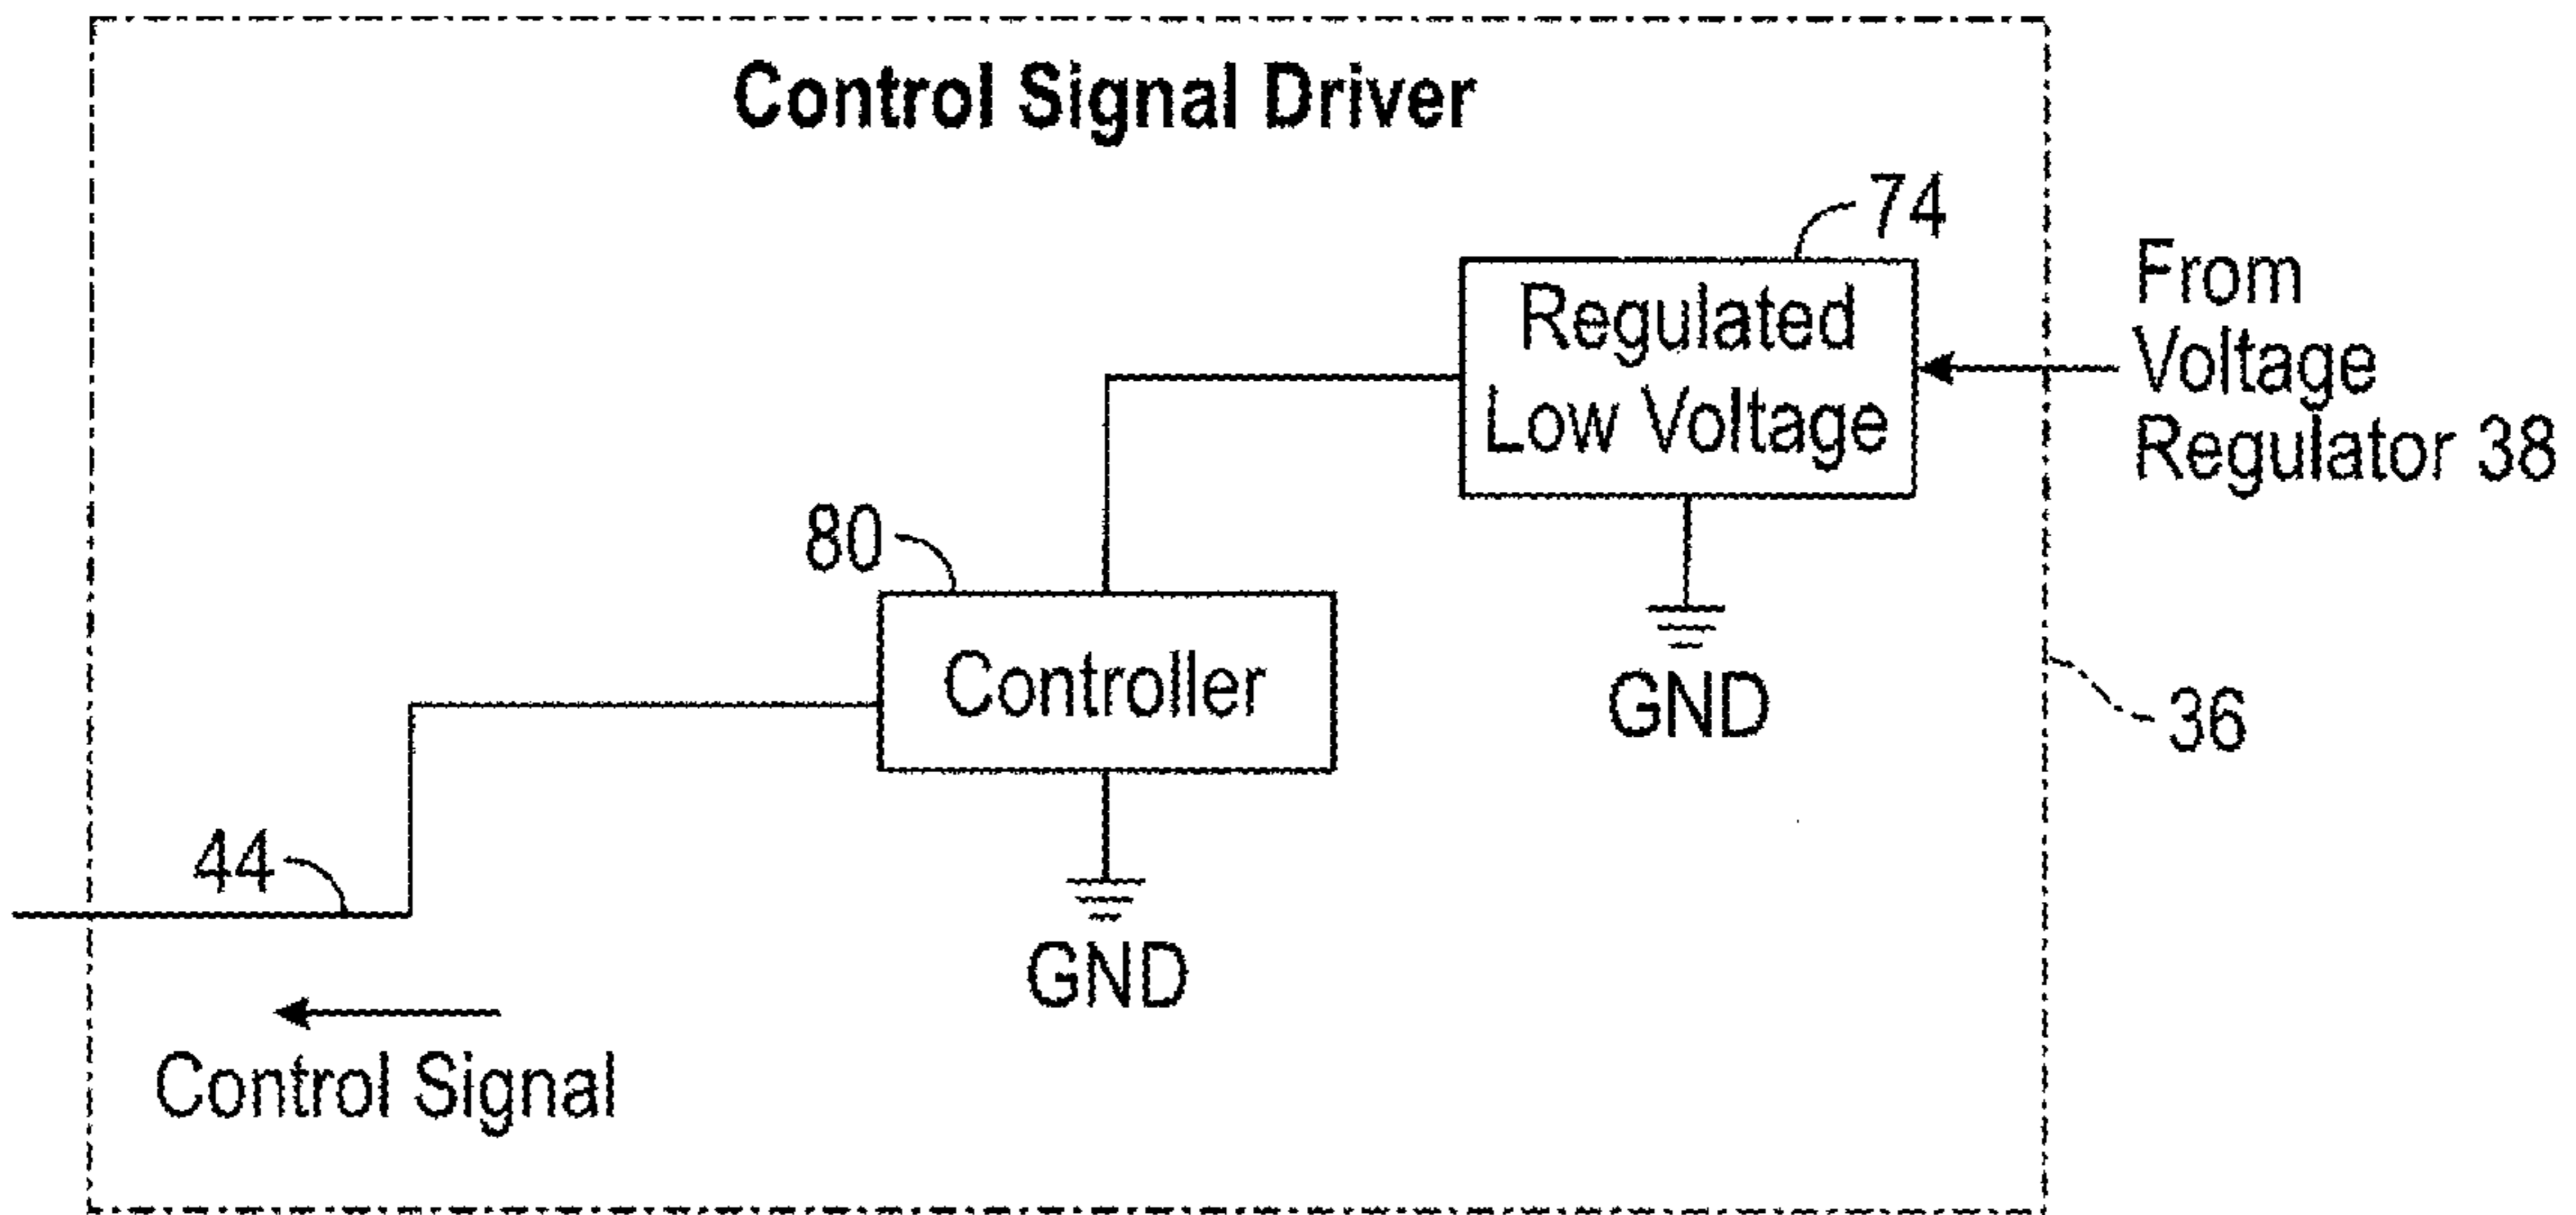 Control Signal Driver
74
Regulated
Low Voltage
From
Voltage
Regulator 38
80
Controller
GND
36
44
GND
Control Signal